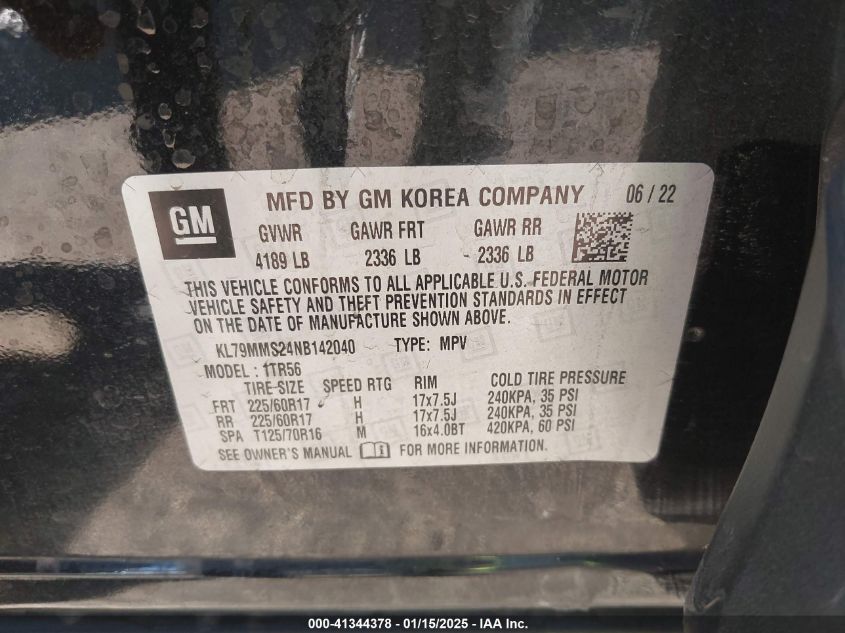 GM
MFD BY GM KOREA COMPANY 06 / 22
GVWR GAWR FRT GAWR RR
4189 LB 2336 LB 2336 LB
THIS VEHICLE CONFORMS TO ALL APPLICABLE U.S. FEDERAL MOTOR
VEHICLE SAFETY AND THEFT PREVENTION STANDARDS IN EFFECT
ON THE DATE OF MANUFACTURE SHOWN ABOVE.
KL79MMS24NB142040 TYPE: MPV
MODEL : 1TR56
TIRE SIZE SPEED RTG RIM COLD TIRE PRESSURE
FRT 225/60R17 H 17x7.5J 240KPA, 35 PSI
RR 225/60R17 H 17x7.5J 240KPA, 35 PSI
SPA T125/70R16 M 16x4.0BT 420KPA, 60 PSI
SEE OWNER'S MANUAL FOR MORE INFORMATION.
000-41344378 - 01/15/2025 - IAA Inc.